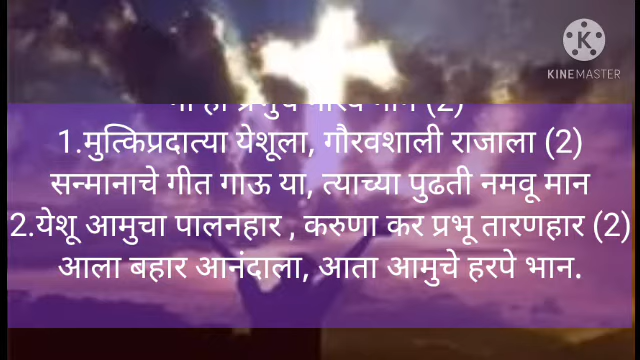 KINEMASTER
(2)
1.मुत्किप्रदात्या येशूला, गौरवशाली राजाला (2)
सन्मानाचे गीत गाऊ या, त्याच्या पुढती नमवू मान
2.येशू आमुचा पालनहार , करुणा कर प्रभू तारणहार (2)
आला बहार आनंदाला, आता आमुचे हरपे भान.